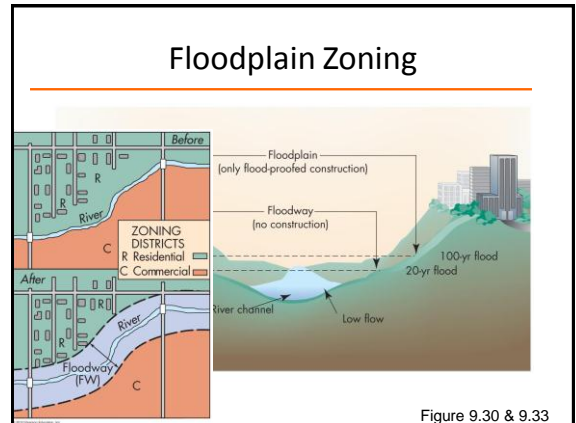 Floodplain Zoning
Before
R
R
River
C
ZONING
DISTRICTS
R Residential
C Commercial
After
R
R
River
Floodway
(FW)
C
Floodplain
(only flood-proofed construction)
Floodway
(no construction)
100-yr flood
20-yr flood
River channel
Low flow
Figure 9.30 & 9.33